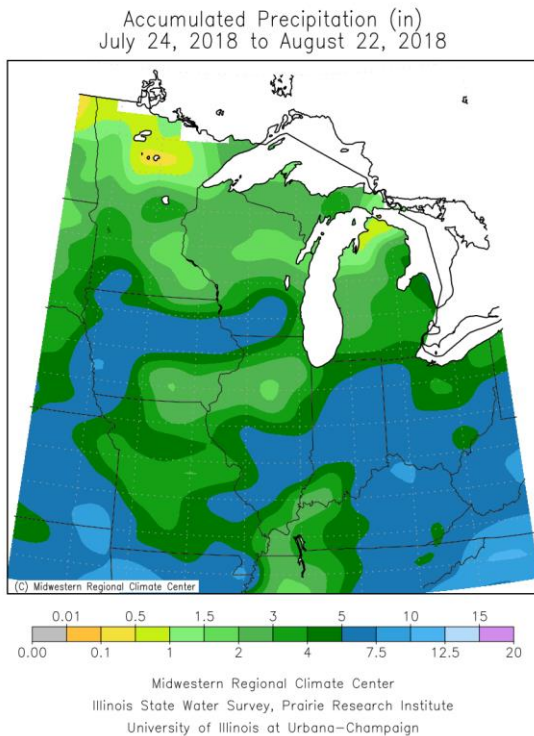 Accumulated Precipitation (in)
July 24, 2018 to August 22, 2018
(C) Midwestern Regional Climate Center
0.01 0.5 1.5 3 5 10 15
0.00 0.1 1 2 4 7.5 12.5 20
Midwestern Regional Climate Center
Illinois State Water Survey, Prairie Research Institute
University of Illinois at Urbana-Champaign